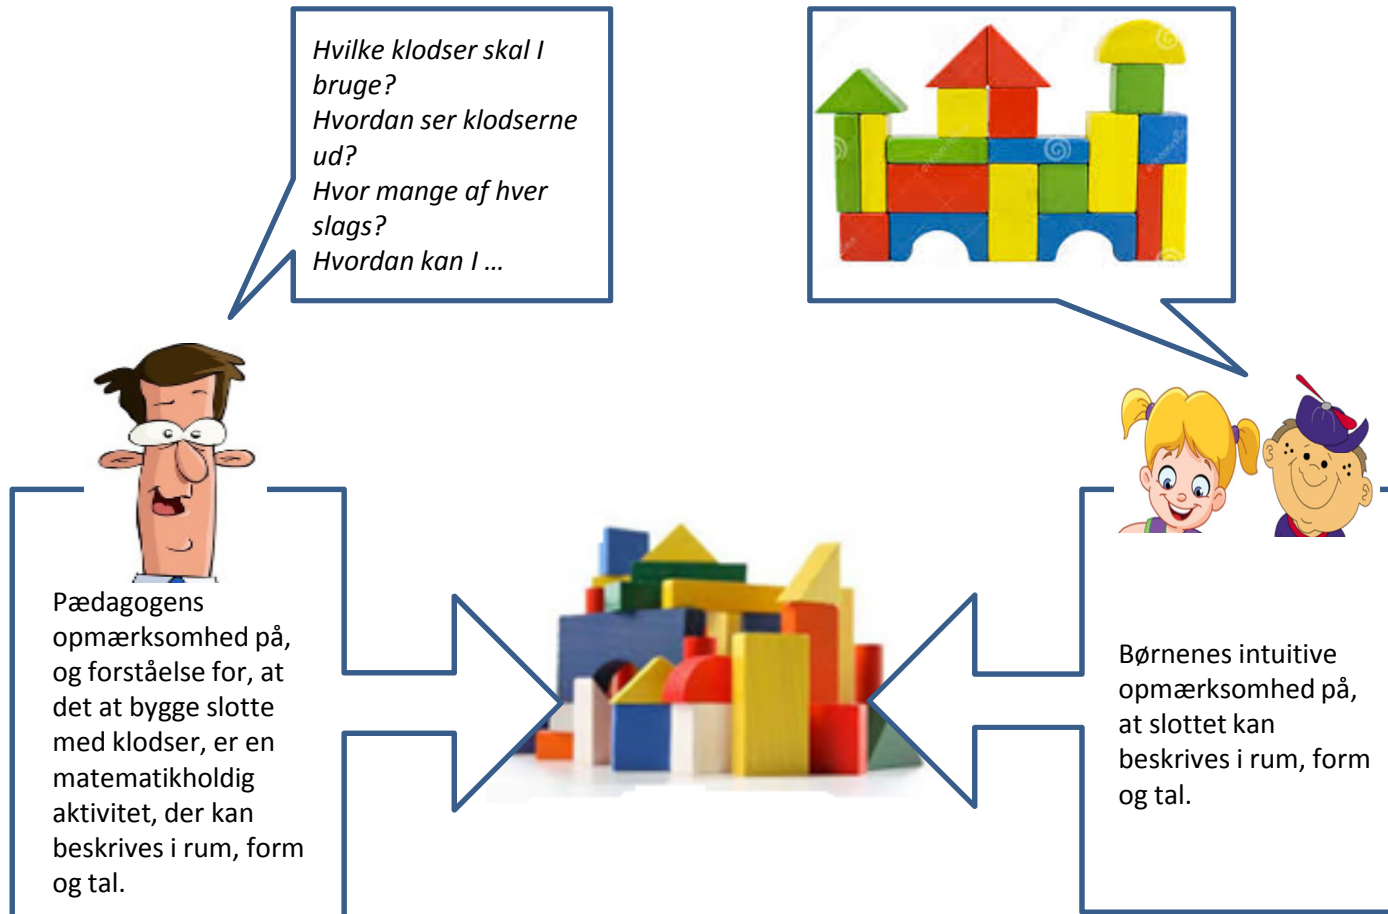 Hvilke klodser skal I
bruge?
Hvordan ser klodserne
ud?
Hvor mange af hver
slags?
Hvordan kan I ...
Pædagogens
opmærksomhed på,
og forståelse for, at
det at bygge slotte
med klodser, er en
matematikholdig
aktivitet, der kan
beskrives i rum, form
og tal.
Børnenes intuitive
opmærksomhed på,
at slottet kan
beskrives i rum, form
og tal.